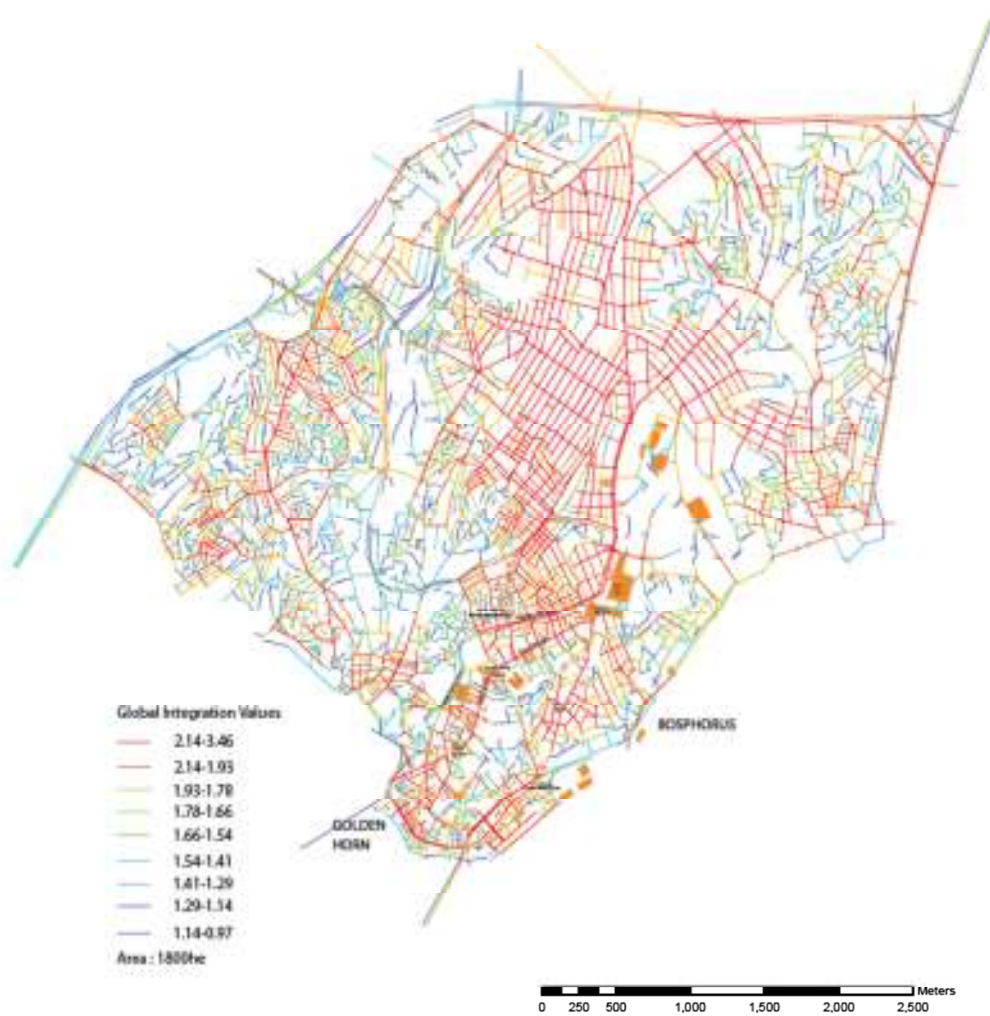 Global Integration Values
2.14-3.46
2.14-1.93
1.93-1.78
1.78-1.66
1.66-1.54
1.54-1.41
1.41-1.29
1.29-1.14
1.14-0.97
Area : 1800he
BOSPHORUS
GOLDEN
HORN
Meters
0 250 500 1,000 1,500 2,000 2,500